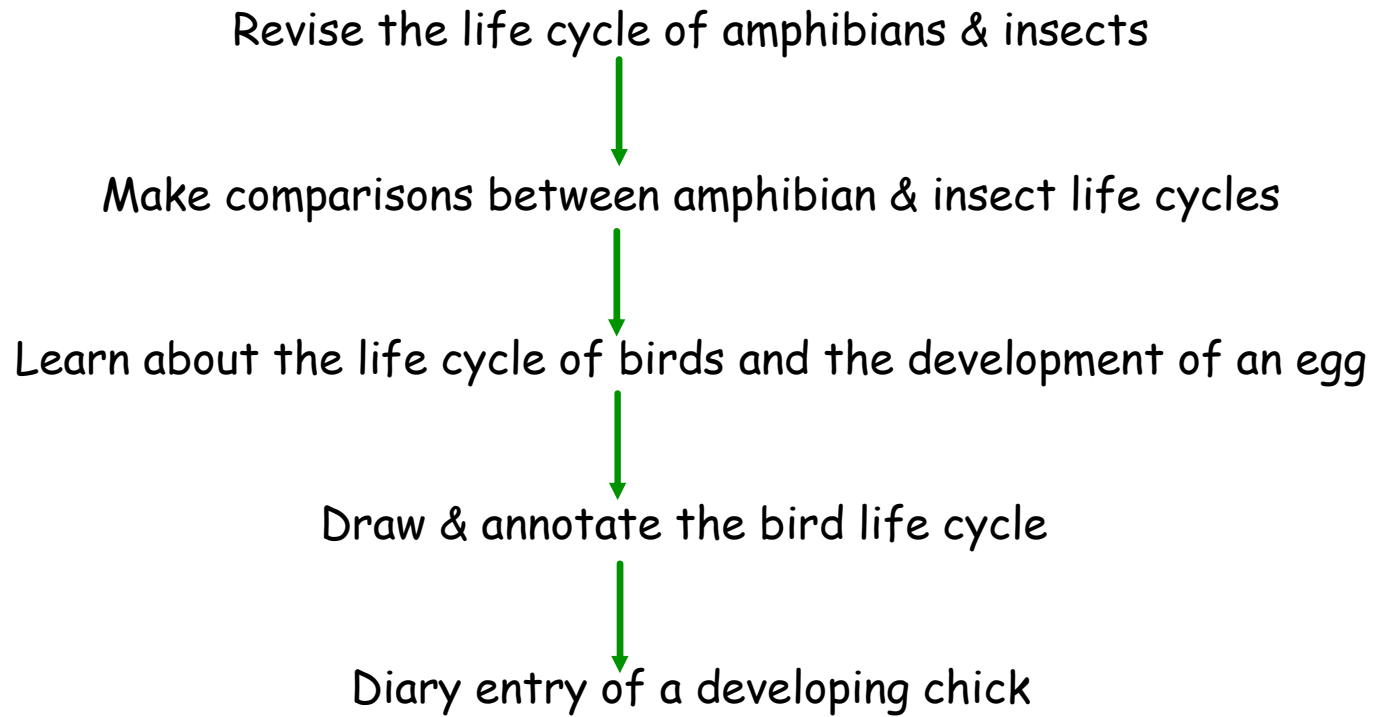 Revise the life cycle of amphibians & insects
Make comparisons between amphibian & insect life cycles
Learn about the life cycle of birds and the development of an egg
Draw & annotate the bird life cycle
Diary entry of a developing chick